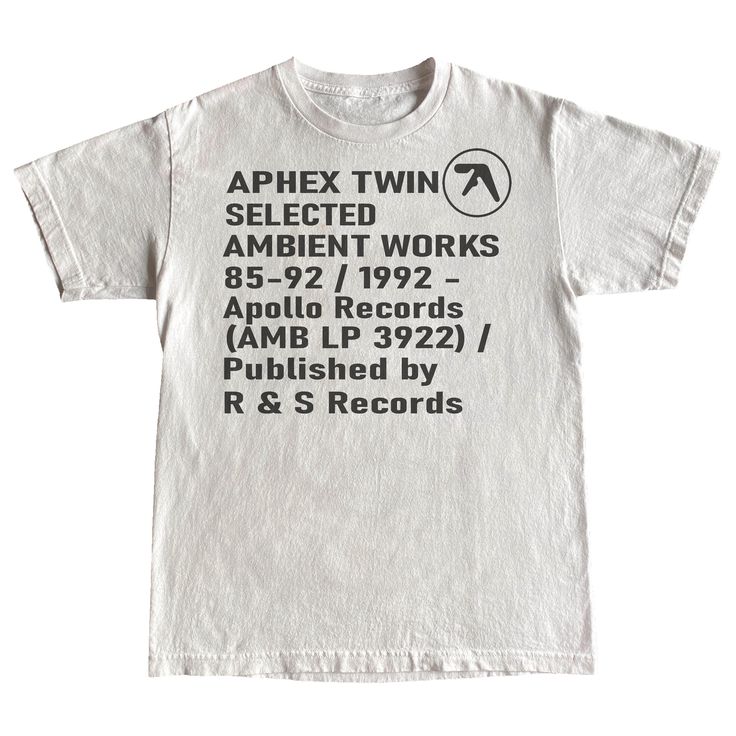 APHEX TWIN
SELECTED
AMBIENT WORKS
85-92 / 1992 -
Apollo Records
(AMB LP 3922) /
Published by
R & S Records